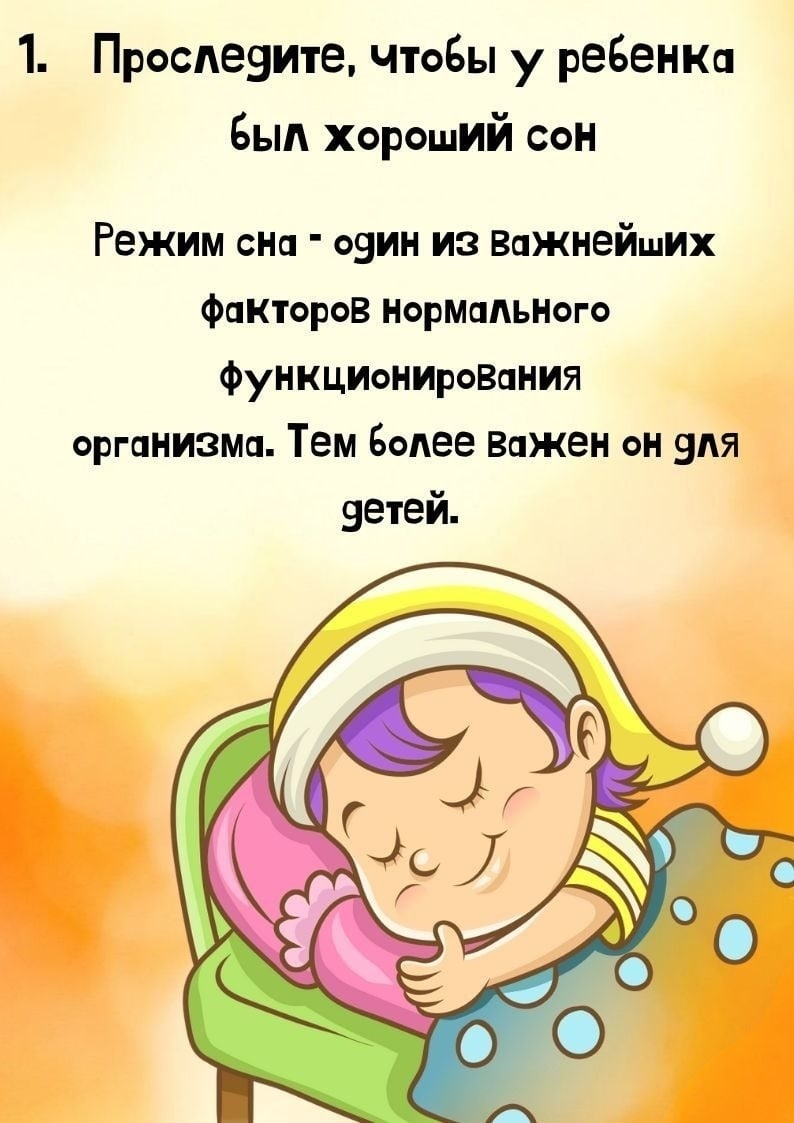 1. Проследите, чтобы у ребенка
был хороший сон
Режим сна - один из важнейших
факторов нормального
функционирования
организма. Тем более важен он для
детей.